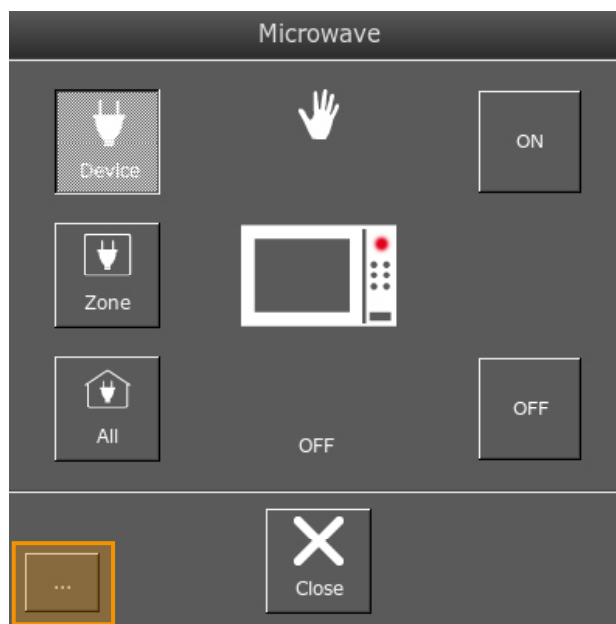 Microwave
Device
ON
Zone
All
OFF
OFF
...
Close